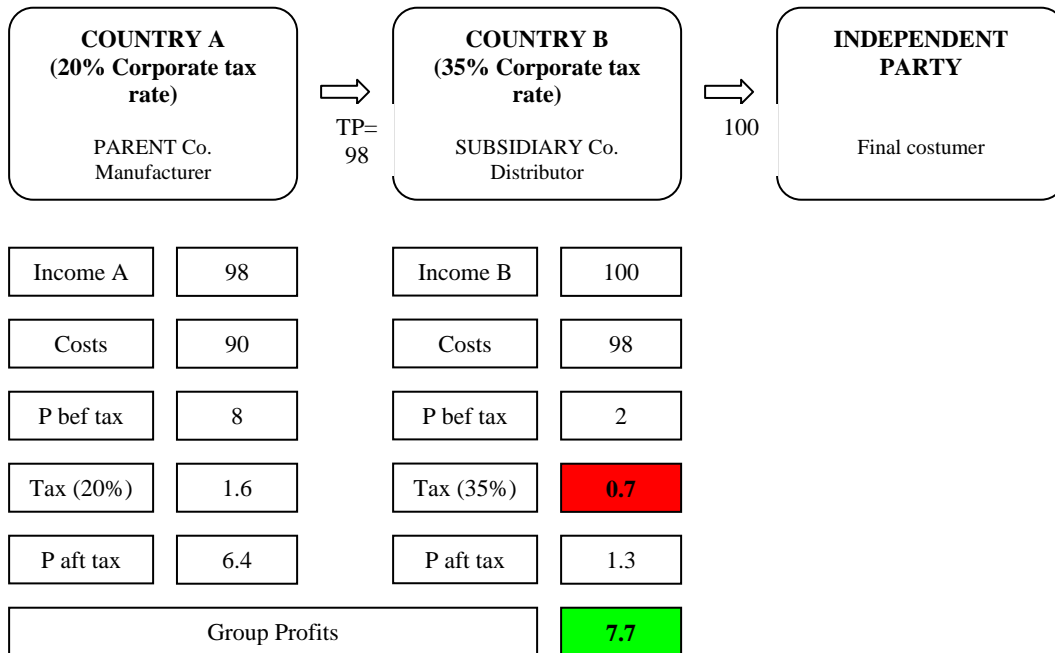 COUNTRY A
(20% Corporate tax
rate)
PARENT Co.
Manufacturer
TP=
98
COUNTRY B
(35% Corporate tax
rate)
SUBSIDIARY Co.
Distributor
100
INDEPENDENT
PARTY
Final costumer
Income A 98 Income B 100
Costs 90 Costs 98
P bef tax 8 P bef tax 2
Tax (20%) 1.6 Tax (35%) 0.7
P aft tax 6.4 P aft tax 1.3
Group Profits 7.7